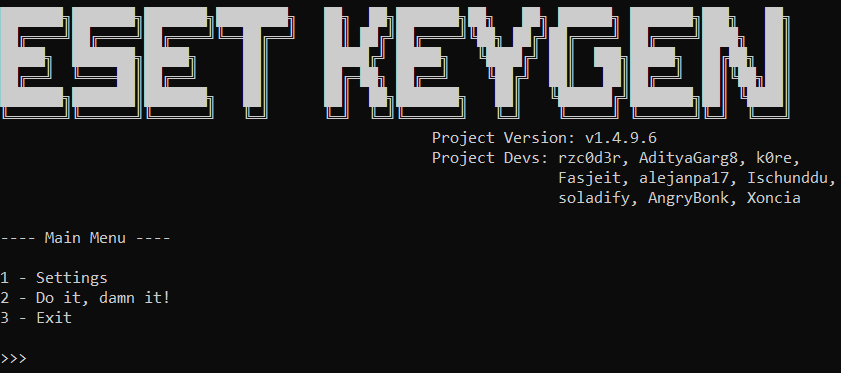 ESET KEYGEN
Project Version: v1.4.9.6
Project Devs: rzc0d3r, AdityaGarg8, k0re,
Fasjeit, alejanpa17, Ischunddu,
soladify, AngryBonk, Xoncia
---- Main Menu ----
1 - Settings
2 - Do it, damn it!
3 - Exit
>>>